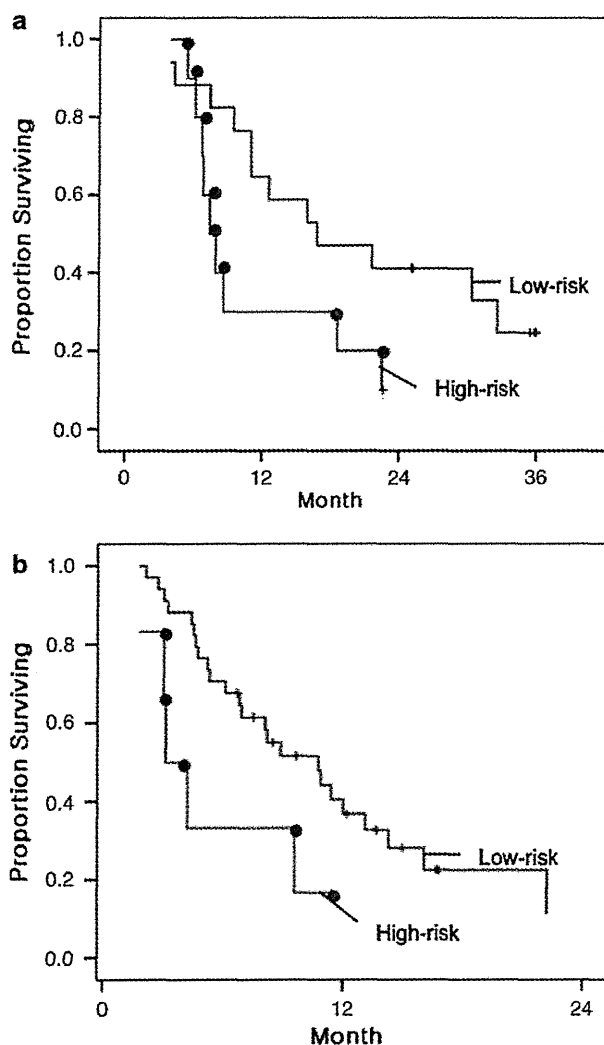 a
1.0
0.8
0.6
0.4
0.2
0.0
Proportion Surviving
Low-risk
High-risk
0 12 24 36
Month
b
1.0
0.8
0.6
0.4
0.2
0.0
Proportion Surviving
Low-risk
High-risk
0 12 24
Month